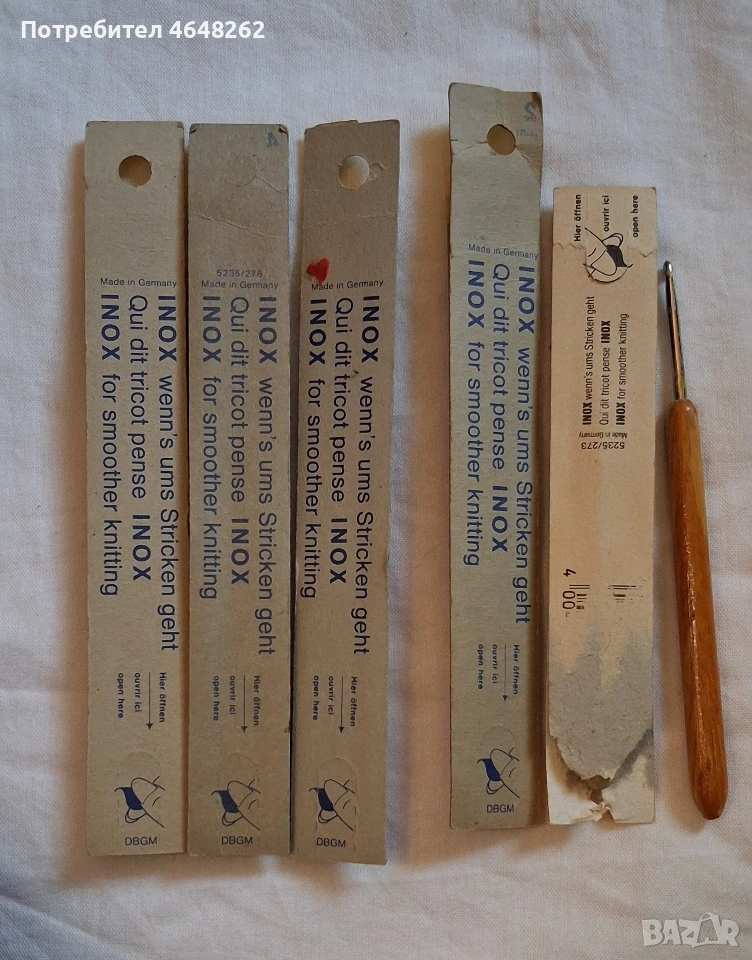 Потребител 4648262
Made in Germany
INOX wenn's ums Stricken geht
Qui dit tricot pense INOX
INOX for smoother knitting
Hier öffnen
ouvrir ici
open here
DBGM
4
5235/276
Made in Germany
INOX wenn's ums Stricken geht
Qui dit tricot pense INOX
INOX for smoother knitting
Hier öffnen
ouvrir ici
open here
DBGM
Made in Germany
INOX wenn's ums Stricken geht
Qui dit tricot pense INOX
INOX for smoother knitting
Hier öffnen
ouvrir ici
open here
DBGM
Made in Germany
INOX wenn's ums Stricken geht
Qui dit tricot pense INOX
INOX for smoother knitting
Hier öffnen
ouvrir ici
open here
DBGM
Hier öffnen
ouvrir ici
open here
INOX wenn's ums Stricken geht
Qui dit tricot pense INOX
INOX for smoother knitting
Made in Germany
5235/273
4 00
BAZAR